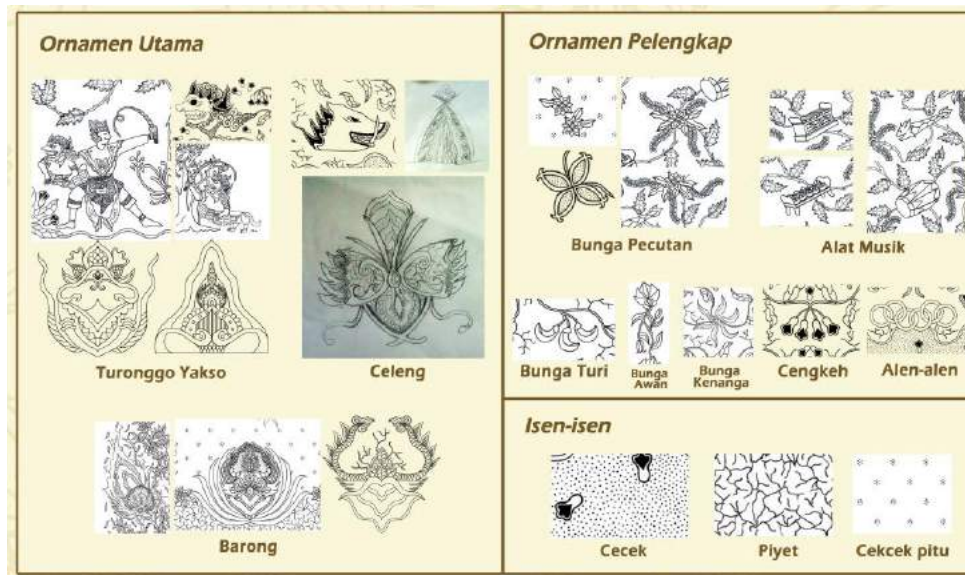 Ornamen Utama
Turonggo Yakso
Celeng
Barong
Ornamen Pelengkap
Bunga Pecutan
Alat Musik
Bunga Turi
Bunga
Awan
Bunga
Kenanga
Cengkeh
Alen-alen
Isen-isen
Cecek
Piyet
Cekcek pitu